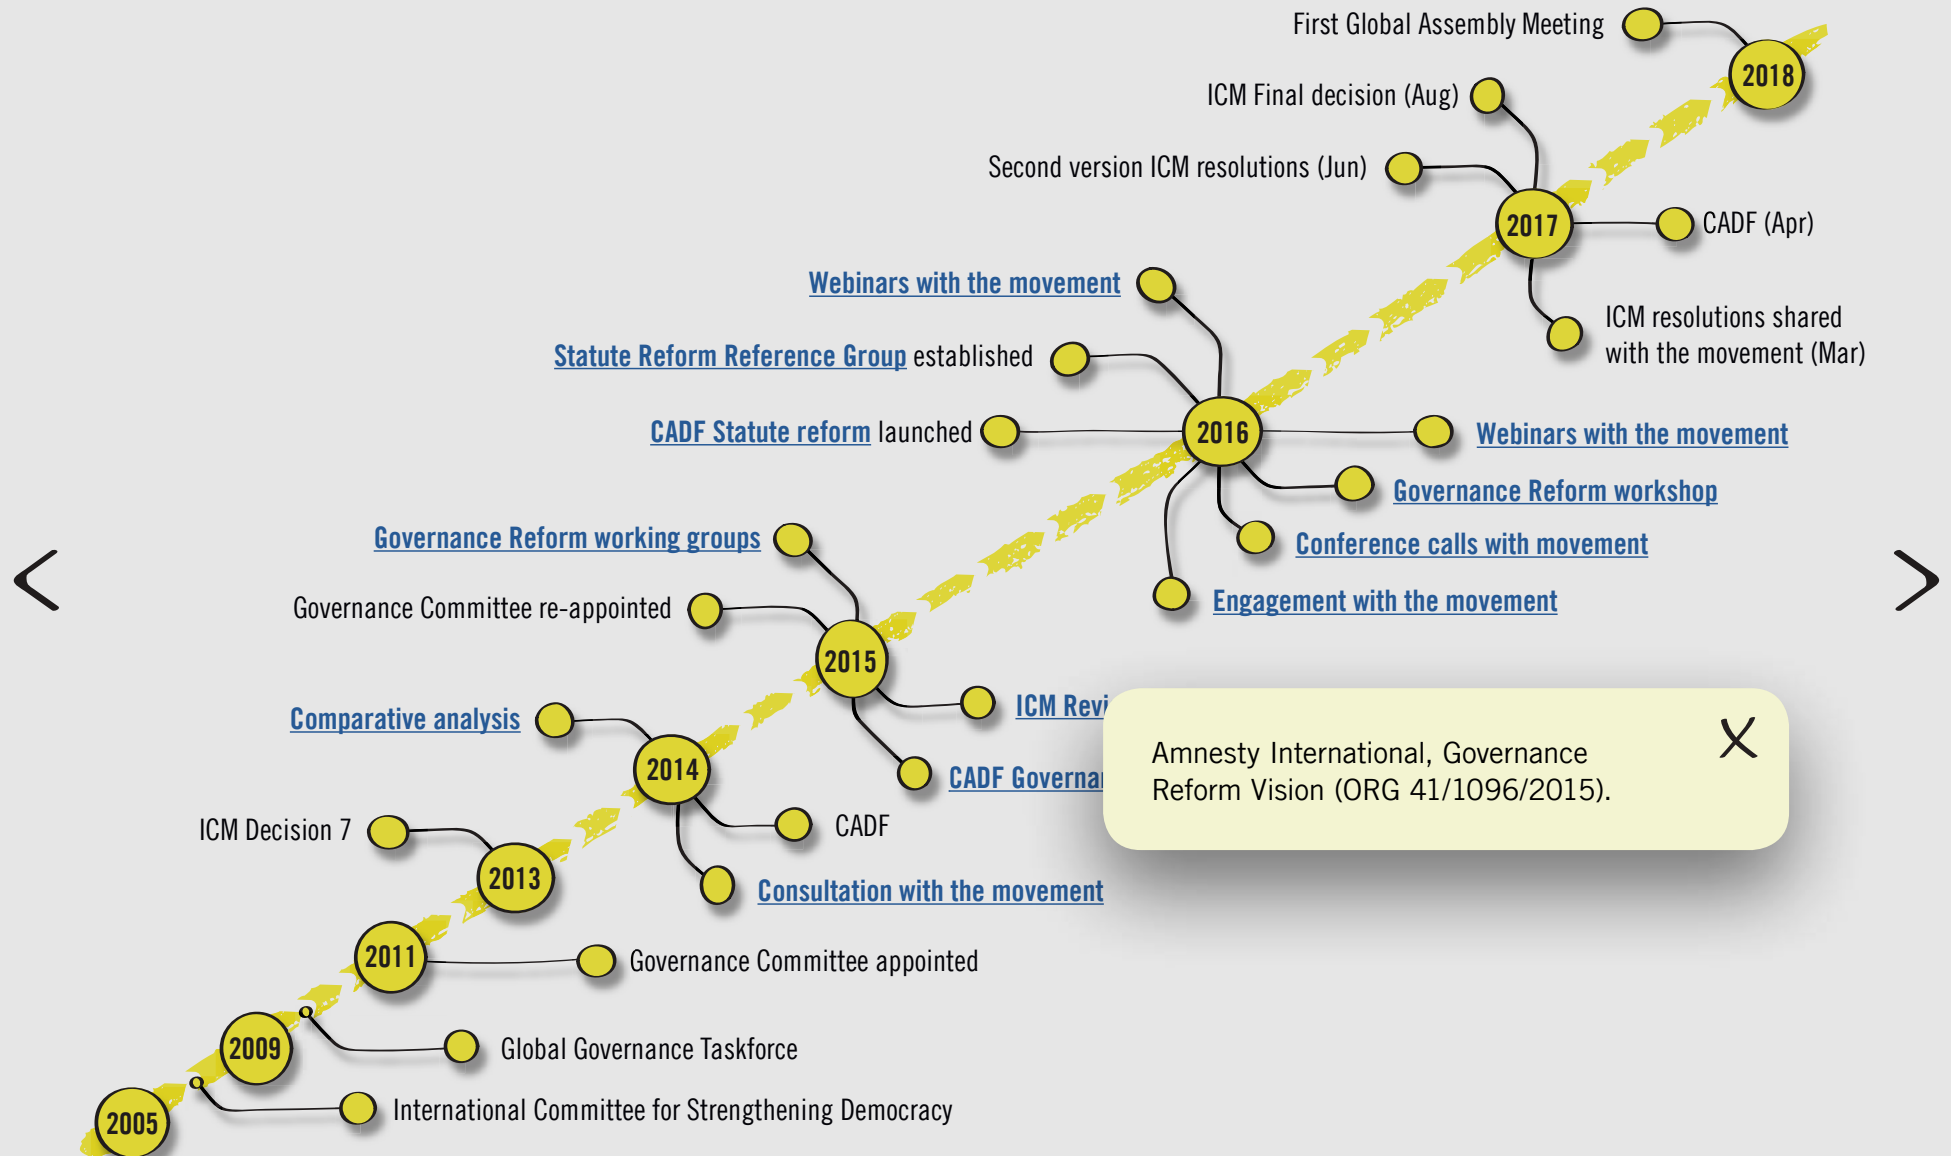 First Global Assembly Meeting
2018
ICM Final decision (Aug)
Second version ICM resolutions (Jun)
2017
CADF (Apr)
Webinars with the movement
ICM resolutions shared
with the movement (Mar)
Statute Reform Reference Group established
CADF Statute reform launched
2016
Webinars with the movement
Governance Reform workshop
Governance Reform working groups
Conference calls with movement
Engagement with the movement
Governance Committee re-appointed
2015
ICM
Comparative analysis
CADF
2014
Amnesty International, Governance
Reform Vision (ORG 41/1096/2015).
X
ICM Decision 7
CADF
2013
Consultation with the movement
2011
Governance Committee appointed
2009
Global Governance Taskforce
International Committee for Strengthening Democracy
2005